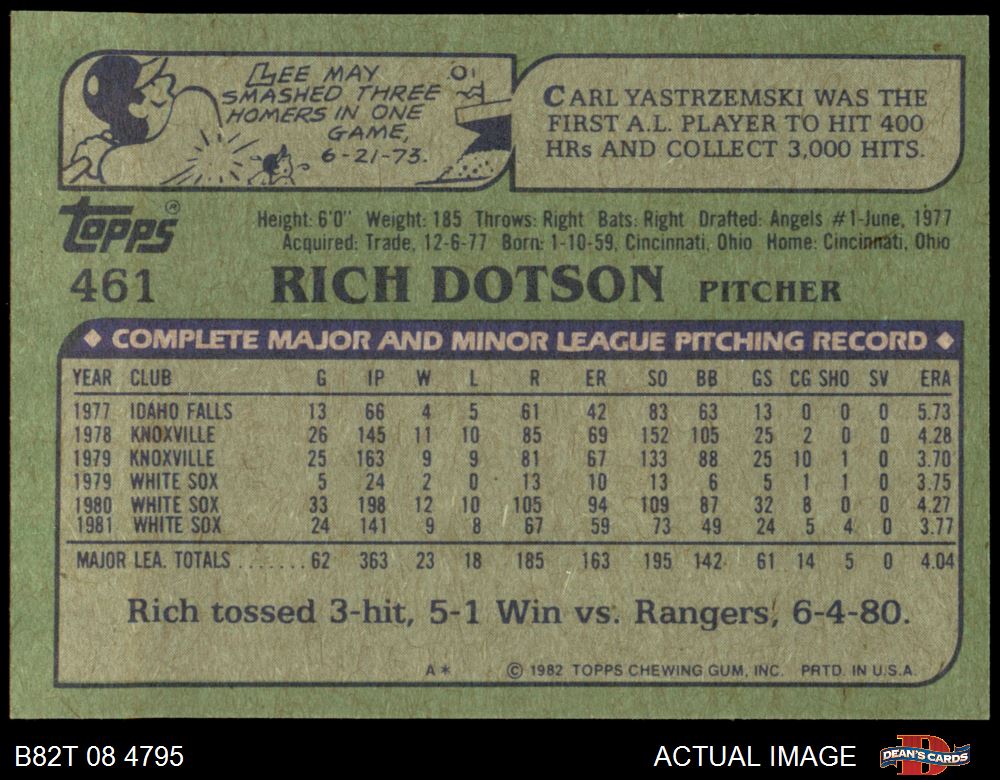 LEE MAY
SMASHED THREE
HOMERS IN ONE
GAME,
6-21-73.
CARL YASTRZEMSKI WAS THE
FIRST A.L. PLAYER TO HIT 400
HRs AND COLLECT 3,000 HITS.
Topps®
Height: 6'0" Weight: 185 Throws: Right Bats: Right Drafted: Angels #1-June, 1977
Acquired: Trade, 12-6-77 Born: 1-10-59, Cincinnati, Ohio Home: Cincinnati, Ohio
461 RICH DOTSON PITCHER
◆ COMPLETE MAJOR AND MINOR LEAGUE PITCHING RECORD ◆
YEAR CLUB G IP W L R ER SO BB GS CG SHO SV ERA
1977 IDAHO FALLS 13 66 4 5 61 42 83 63 13 0 0 0 5.73
1978 KNOXVILLE 26 145 11 10 85 69 152 105 25 2 0 0 4.28
1979 KNOXVILLE 25 163 9 9 81 67 133 88 25 10 1 0 3.70
1979 WHITE SOX 5 24 2 0 13 10 13 6 5 1 1 0 3.75
1980 WHITE SOX 33 198 12 10 105 94 109 87 32 8 0 0 4.27
1981 WHITE SOX 24 141 9 8 67 59 73 49 24 5 4 0 3.77
MAJOR LEA. TOTALS ....... 62 363 23 18 185 163 195 142 61 14 5 0 4.04
Rich tossed 3-hit, 5-1 Win vs. Rangers, 6-4-80.
A* © 1982 TOPPS CHEWING GUM, INC. PRTD. IN U.S.A.
B82T 08 4795 ACTUAL IMAGE DEAN'S CARDS